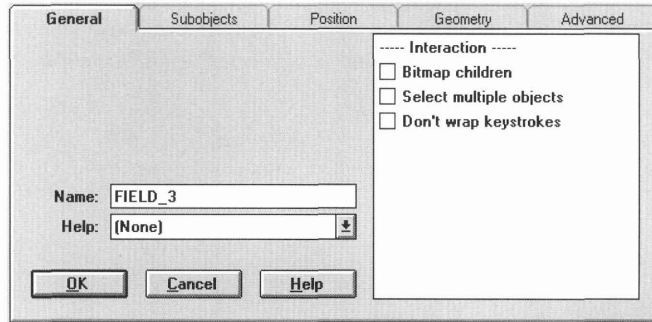 General Subobjects Position Geometry Advanced
----- Interaction -----
Bitmap children
Select multiple objects
Don't wrap keystrokes
Name: FIELD_3
Help: (None)
OK Cancel Help